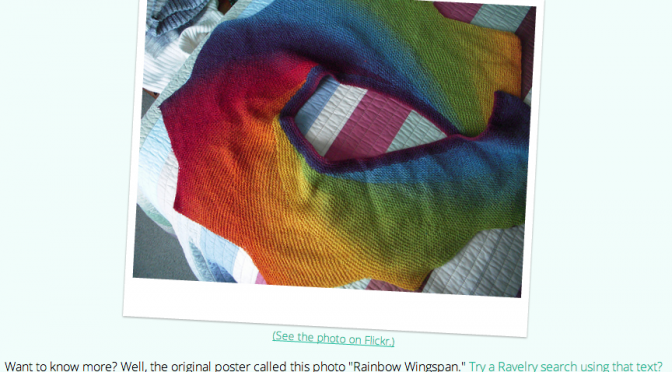 (See the photo on Flickr.)
Want to know more? Well, the original poster called this photo "Rainbow Wingspan." Try a Ravelry search using that text?